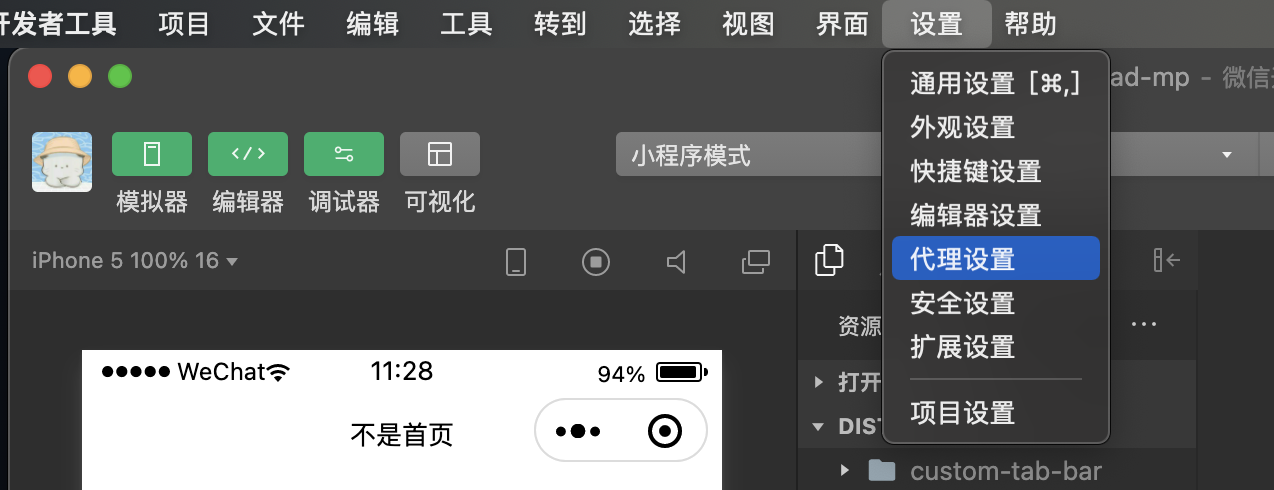 开发者工具 项目 文件 编辑 工具 转到 选择 视图 界面 设置 帮助
ad-mp - 微信
通用设置 [⌘,]
外观设置
快捷键设置
编辑器设置
代理设置
安全设置
扩展设置
项目设置
小程序模式
模拟器 编辑器 调试器 可视化
iPhone 5 100% 16
资源
WeChat 11:28 94%
打开
不是首页
DIST
custom-tab-bar